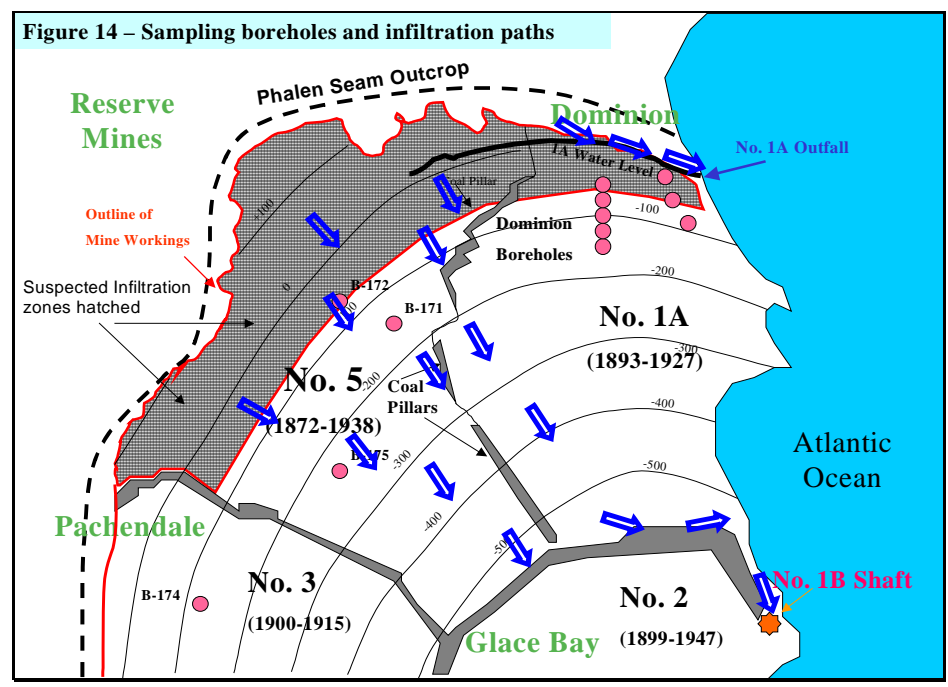 Figure 14 – Sampling boreholes and infiltration paths
Phalen Seam Outcrop
Reserve
Mines
Dominion
No. 1A Outfall
1A Water Level
Coal Pillar
+100
-100
Outline of
Mine Workings
Dominion
Boreholes
-200
Suspected Infiltration
zones hatched
0
B-172
B-171
No. 1A
(1893-1927)
-300
No. 5
(1872-1938)
-200
Coal
Pillars
-400
B-175
-300
-500
Atlantic
Ocean
Pachendale
-400
-500
No. 1B Shaft
No. 3
(1900-1915)
B-174
No. 2
(1899-1947)
Glace Bay